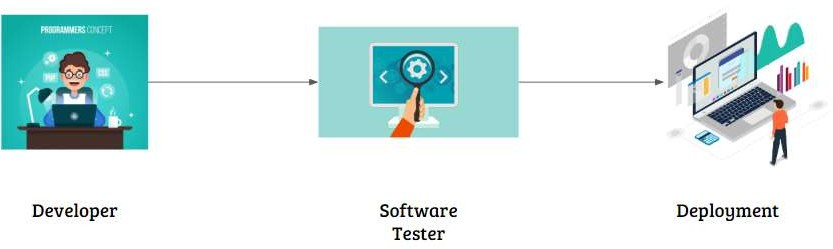 PROGRAMMERS CONCEPT
Developer
Software
Tester
Deployment